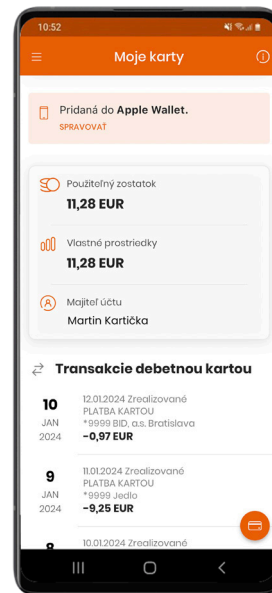 10:52
Moje karty
Pridaná do Apple Wallet.
SPRAVOVAŤ
Použiteľný zostatok
11,28 EUR
Vlastné prostriedky
11,28 EUR
Majiteľ účtu
Martin Kartička
Transakcie debetnou kartou
10
JAN
2024
12.01.2024 Zrealizované
PLATBA KARTOU
*9999 BID, a.s. Bratislava
-0,97 EUR
9
JAN
2024
11.01.2024 Zrealizované
PLATBA KARTOU
*9999 Jedlo
-9,25 EUR
8
10.01.2024 Zrealizované